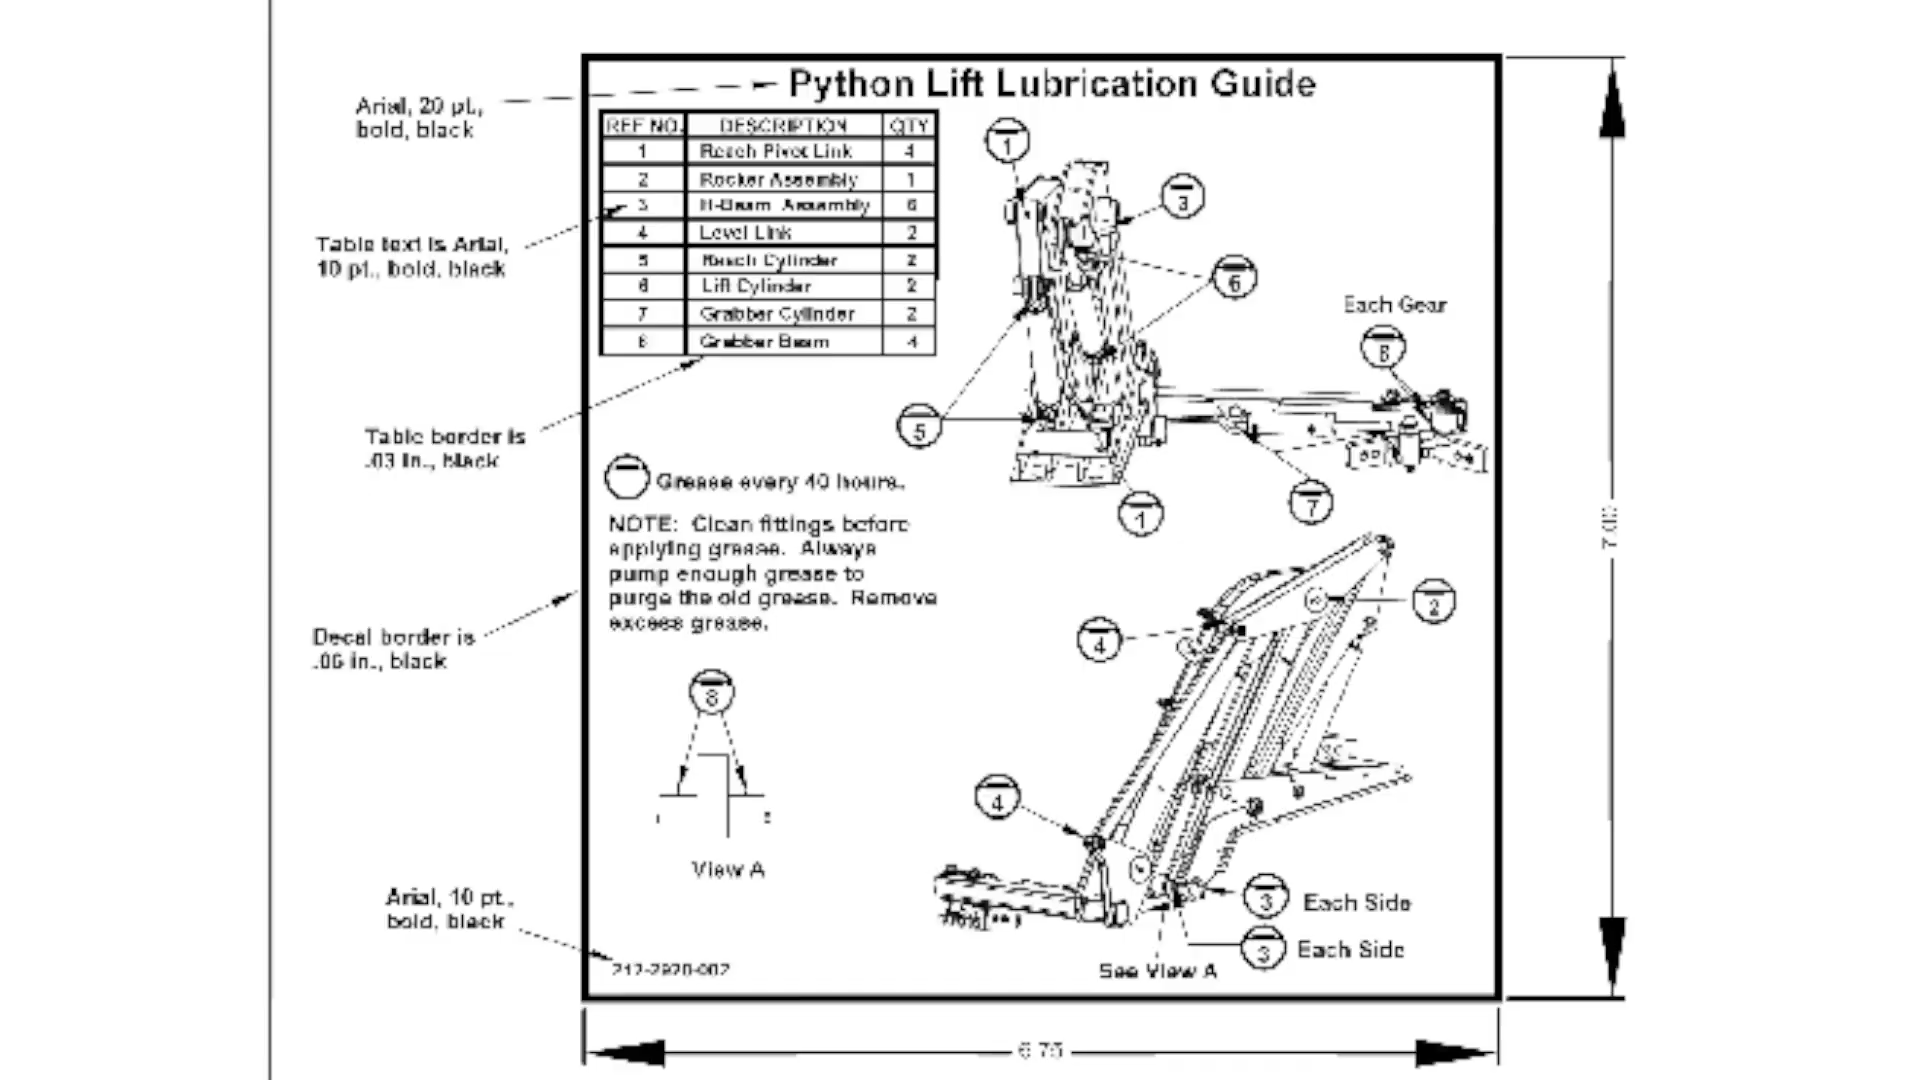 Python Lift Lubrication Guide
Arial, 20 pt.,
bold, black
REF NO. DESCRIPTION QTY
1 Reach Pivot Link 4
2 Rocker Assembly 1
3 H-Beam Assembly 6
4 Level Link 2
5 Reach Cylinder 2
6 Lift Cylinder 2
7 Grabber Cylinder 2
8 Grabber Beam 4
Table text is Arial,
10 pt., bold, black
Table border is
.03 in., black
Grease every 40 hours.
NOTE: Clean fittings before
applying grease. Always
pump enough grease to
purge the old grease. Remove
excess grease.
Decal border is
.06 in., black
8
View A
Arial, 10 pt.,
bold, black
1
3
6
Each Gear
8
5
1
7
2
4
4
3 Each Side
3 Each Side
See View A
7.00
6.75